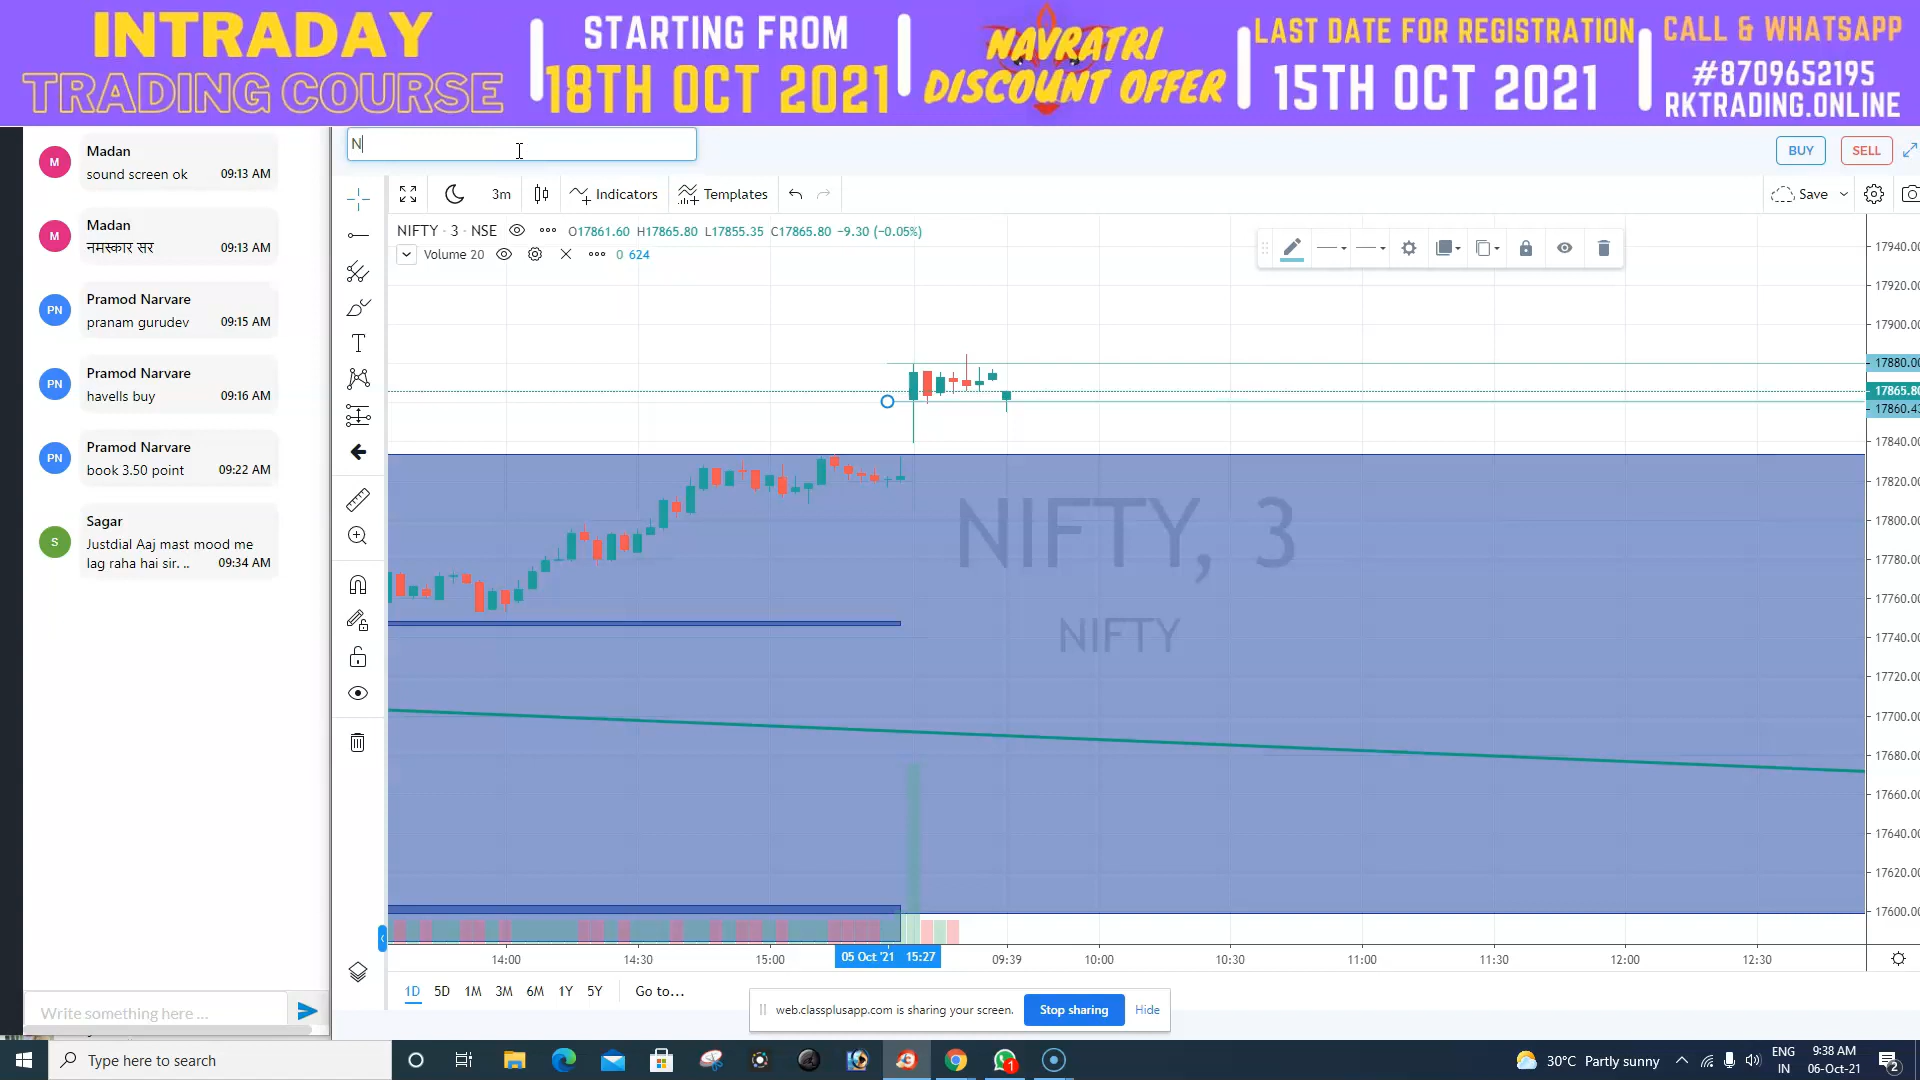 INTRADAY
TRADING COURSE
STARTING FROM
18TH OCT 2021
NAVRATRI
DISCOUNT OFFER
LAST DATE FOR REGISTRATION
15TH OCT 2021
CALL & WHATSAPP
#8709652195
RKTRADING.ONLINE
N
BUY
SELL
M
Madan
sound screen ok 09:13 AM
M
Madan
नमस्कार सर 09:13 AM
PN
Pramod Narvare
pranam gurudev 09:15 AM
PN
Pramod Narvare
havells buy 09:16 AM
PN
Pramod Narvare
book 3.50 point 09:22 AM
S
Sagar
Justdial Aaj mast mood me
lag raha hai sir. .. 09:34 AM
Write something here ...
3m
Indicators
Templates
Save
NIFTY · 3 · NSE O17861.60 H17865.80 L17855.35 C17865.80 -9.30 (-0.05%)
Volume 20 0 624
17940.00
17920.00
17900.00
17880.00
17865.80
17860.43
17840.00
17820.00
17800.00
17780.00
17760.00
17740.00
17720.00
17700.00
17680.00
17660.00
17640.00
17620.00
17600.00
NIFTY, 3
NIFTY
14:00 14:30 15:00 05 Oct '21 15:27 09:39 10:00 10:30 11:00 11:30 12:00 12:30
1D 5D 1M 3M 6M 1Y 5Y Go to...
web.classplusapp.com is sharing your screen. Stop sharing Hide
Type here to search
1
30°C Partly sunny
ENG
IN
9:38 AM
06-Oct-21
2